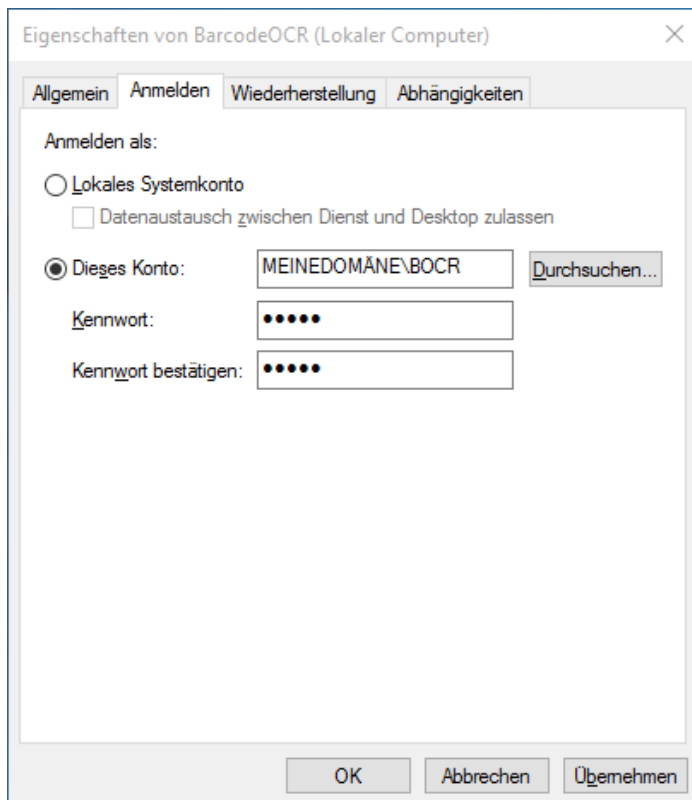 Eigenschaften von BarcodeOCR (Lokaler Computer)
Allgemein Anmelden Wiederherstellung Abhängigkeiten
Anmelden als:
Lokales Systemkonto
Datenaustausch zwischen Dienst und Desktop zulassen
Dieses Konto: MEINEDOMÄNE\BOCR Durchsuchen...
Kennwort: •••••
Kennwort bestätigen: •••••
OK Abbrechen Übernehmen